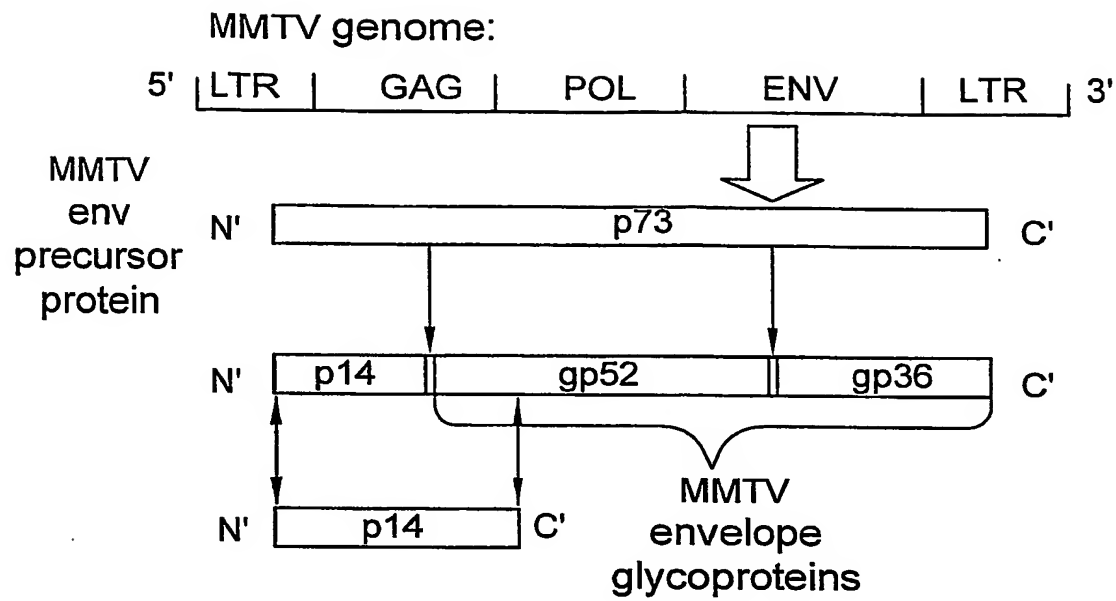 MMTV genome:
5' LTR GAG POL ENV LTR 3'
MMTV
env
precursor
protein
N' p73 C'
N' p14 gp52 gp36 C'
N' p14 C'
MMTV
envelope
glycoproteins